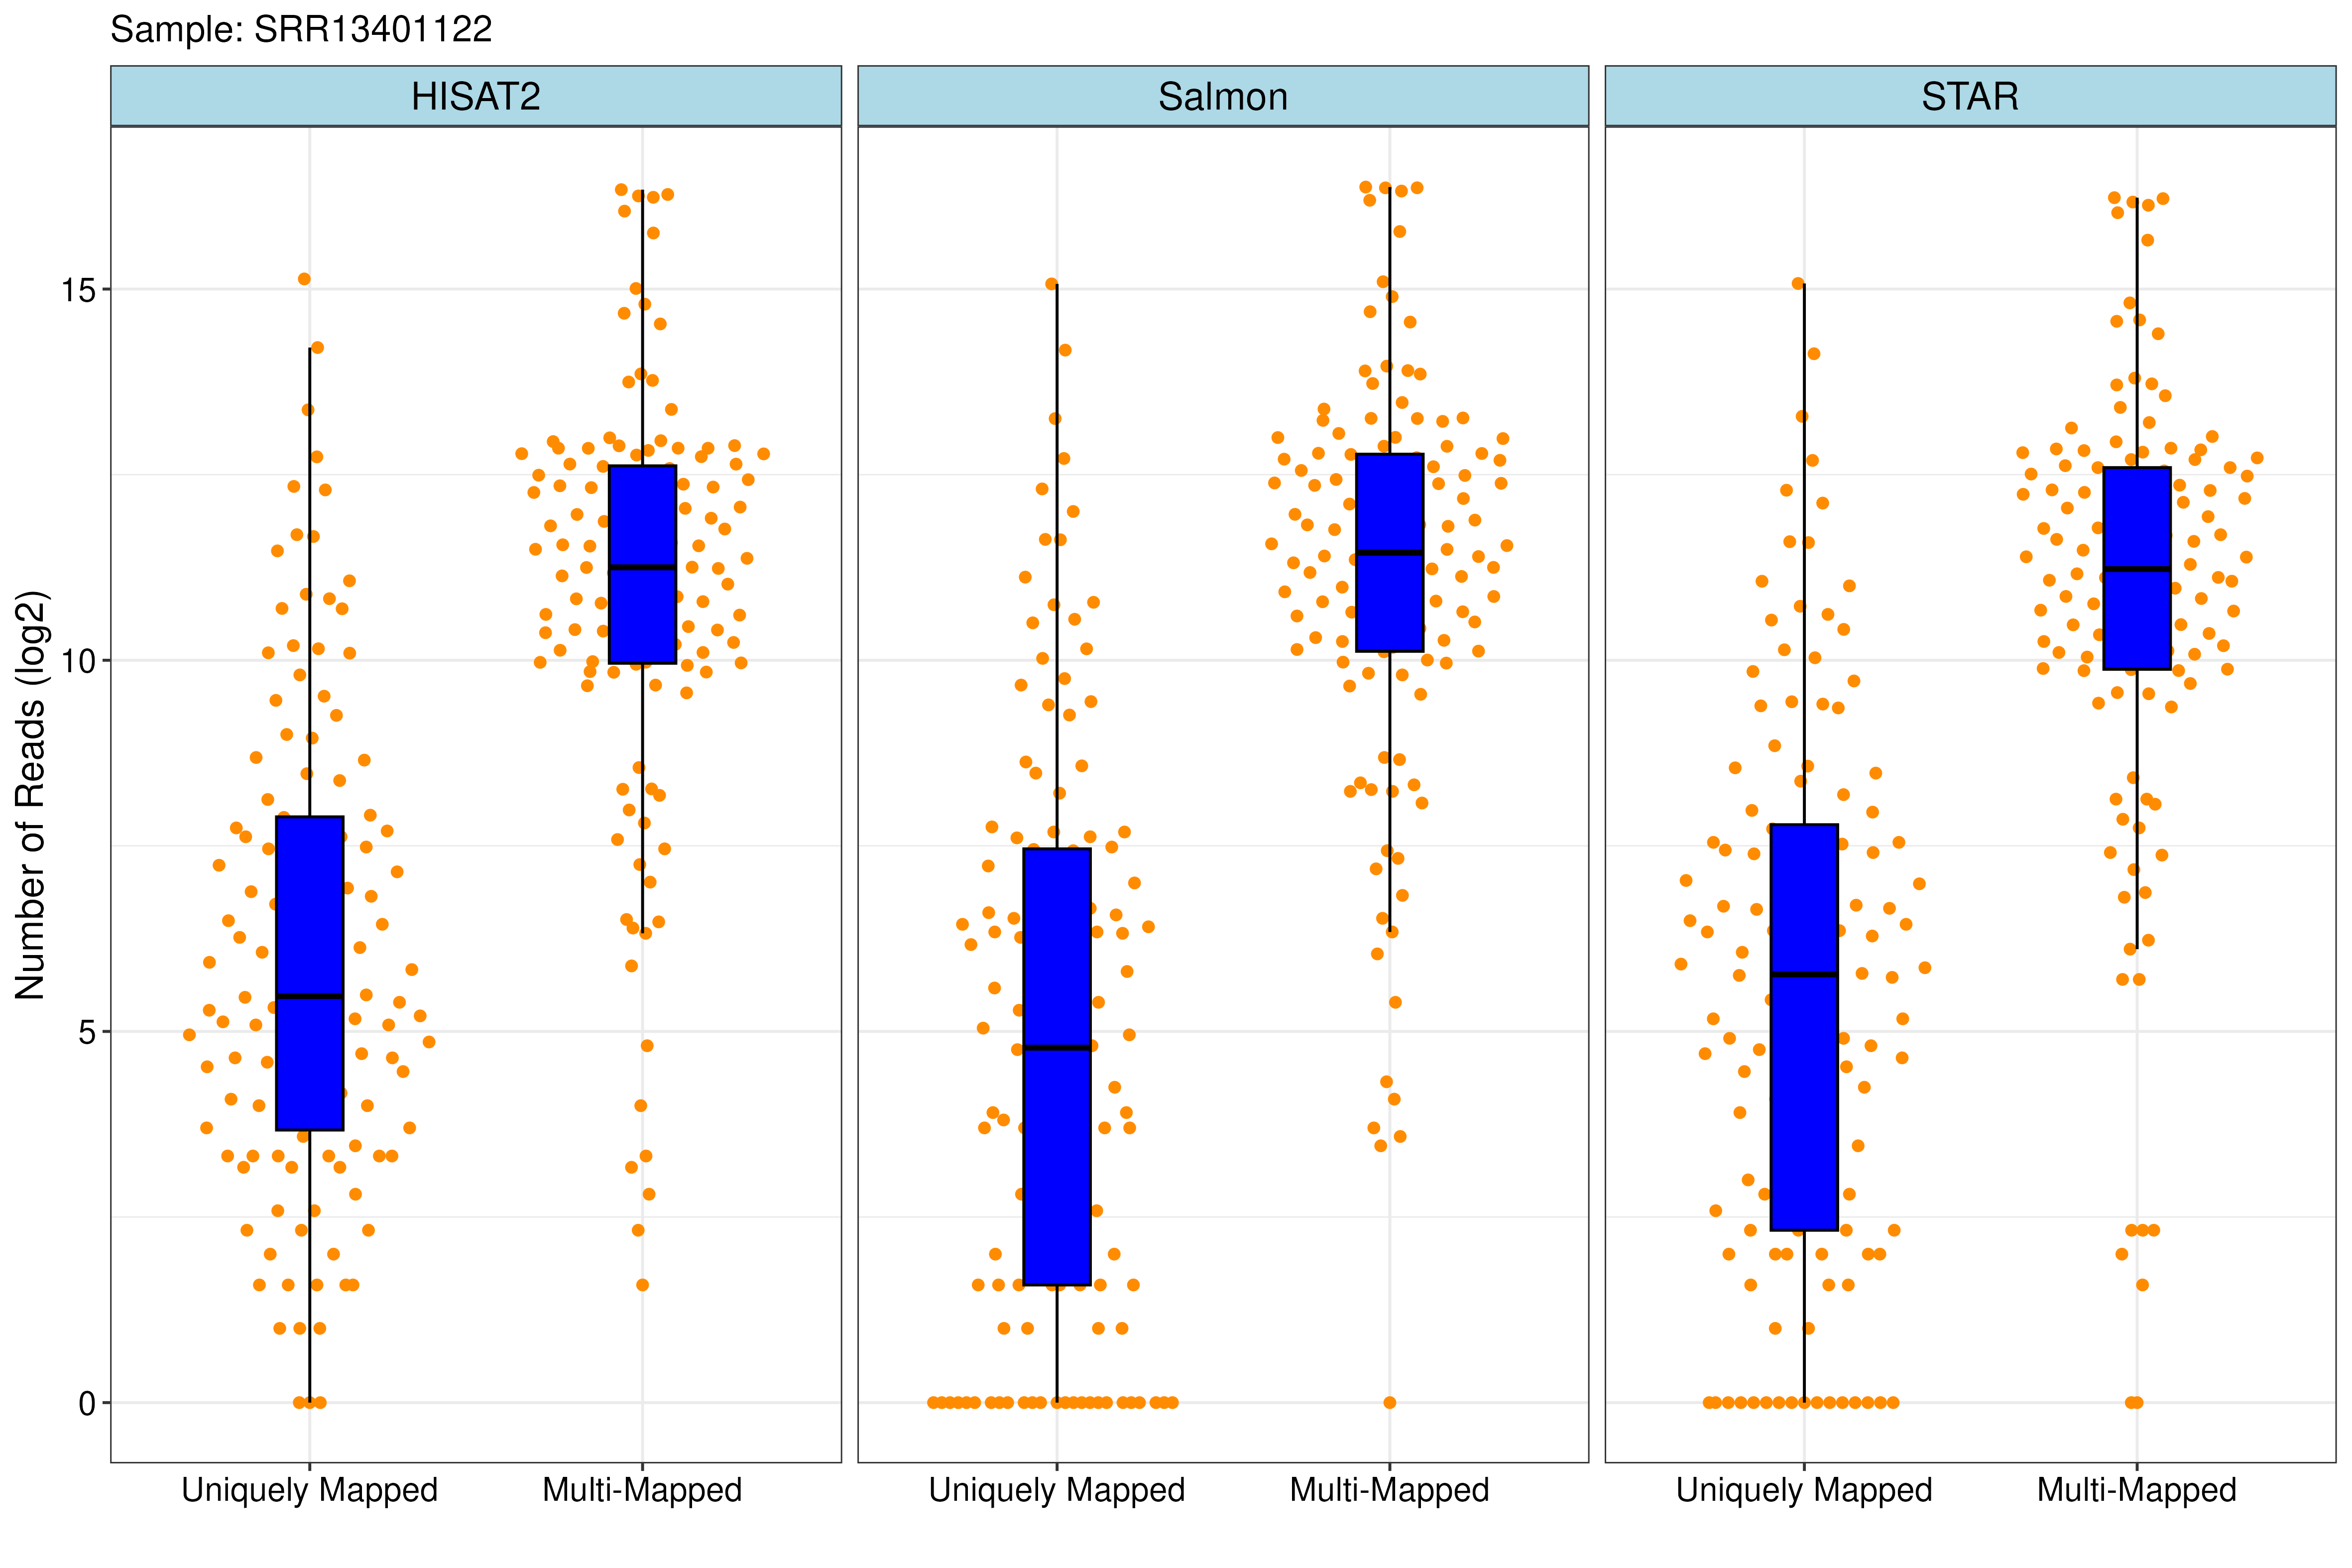 Sample: SRR13401122
HISAT2
Salmon
STAR
Number of Reads (log2)
15
10
5
0
Uniquely Mapped
Multi-Mapped
Uniquely Mapped
Multi-Mapped
Uniquely Mapped
Multi-Mapped